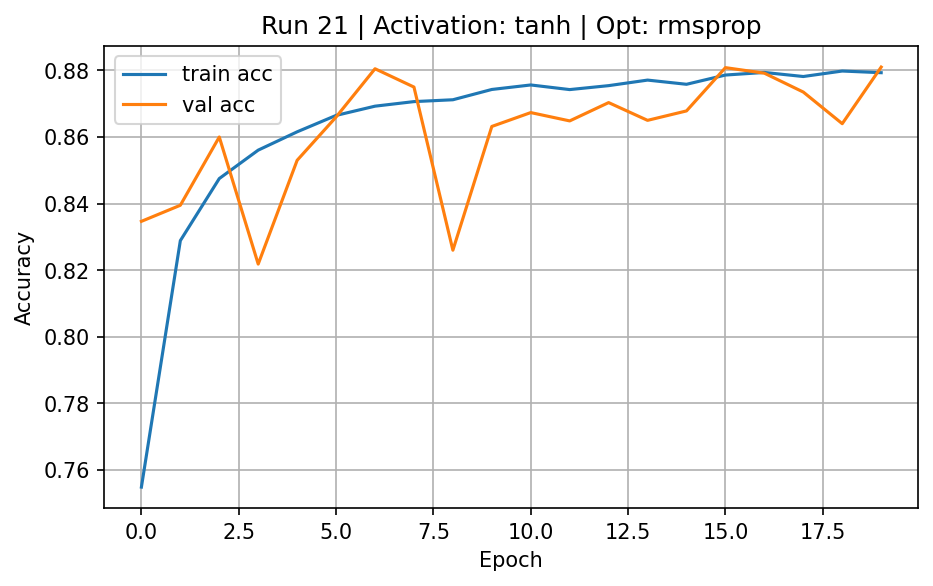 Run 21 | Activation: tanh | Opt: rmsprop
train acc
val acc
0.88
0.86
0.84
0.82
0.80
0.78
0.76
Accuracy
0.0 2.5 5.0 7.5 10.0 12.5 15.0 17.5
Epoch